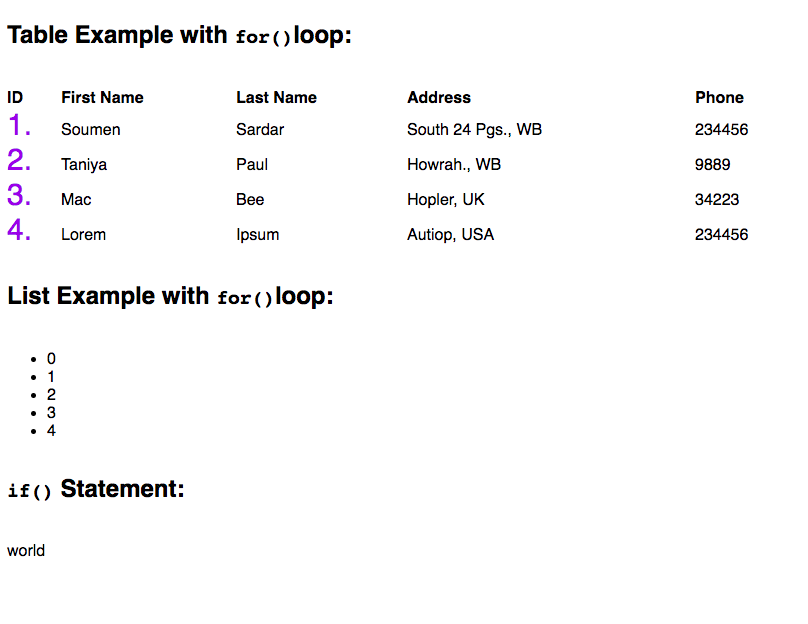 Table Example with for()loop:
ID First Name Last Name Address Phone
1. Soumen Sardar South 24 Pgs., WB 234456
2. Taniya Paul Howrah., WB 9889
3. Mac Bee Hopler, UK 34223
4. Lorem Ipsum Autiop, USA 234456
List Example with for()loop:
• 0
• 1
• 2
• 3
• 4
if() Statement:
world